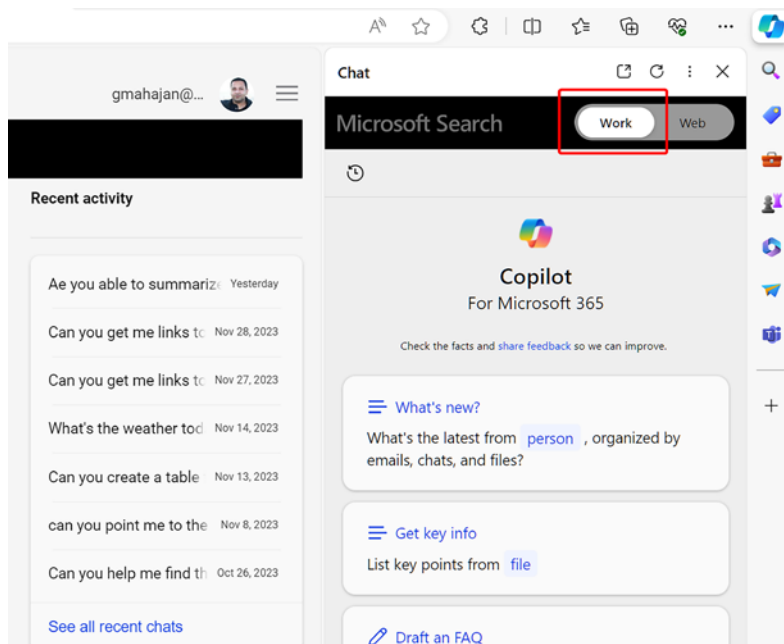 gmahajan@...
Recent activity
Ae you able to summariz Yesterday
Can you get me links to Nov 28, 2023
Can you get me links to Nov 27, 2023
What's the weather tod Nov 14, 2023
Can you create a table Nov 13, 2023
can you point me to the Nov 8, 2023
Can you help me find th Oct 26, 2023
See all recent chats
Chat
Microsoft Search
Work
Web
Copilot
For Microsoft 365
Check the facts and share feedback so we can improve.
What's new?
What's the latest from person , organized by
emails, chats, and files?
Get key info
List key points from file
Draft an FAQ